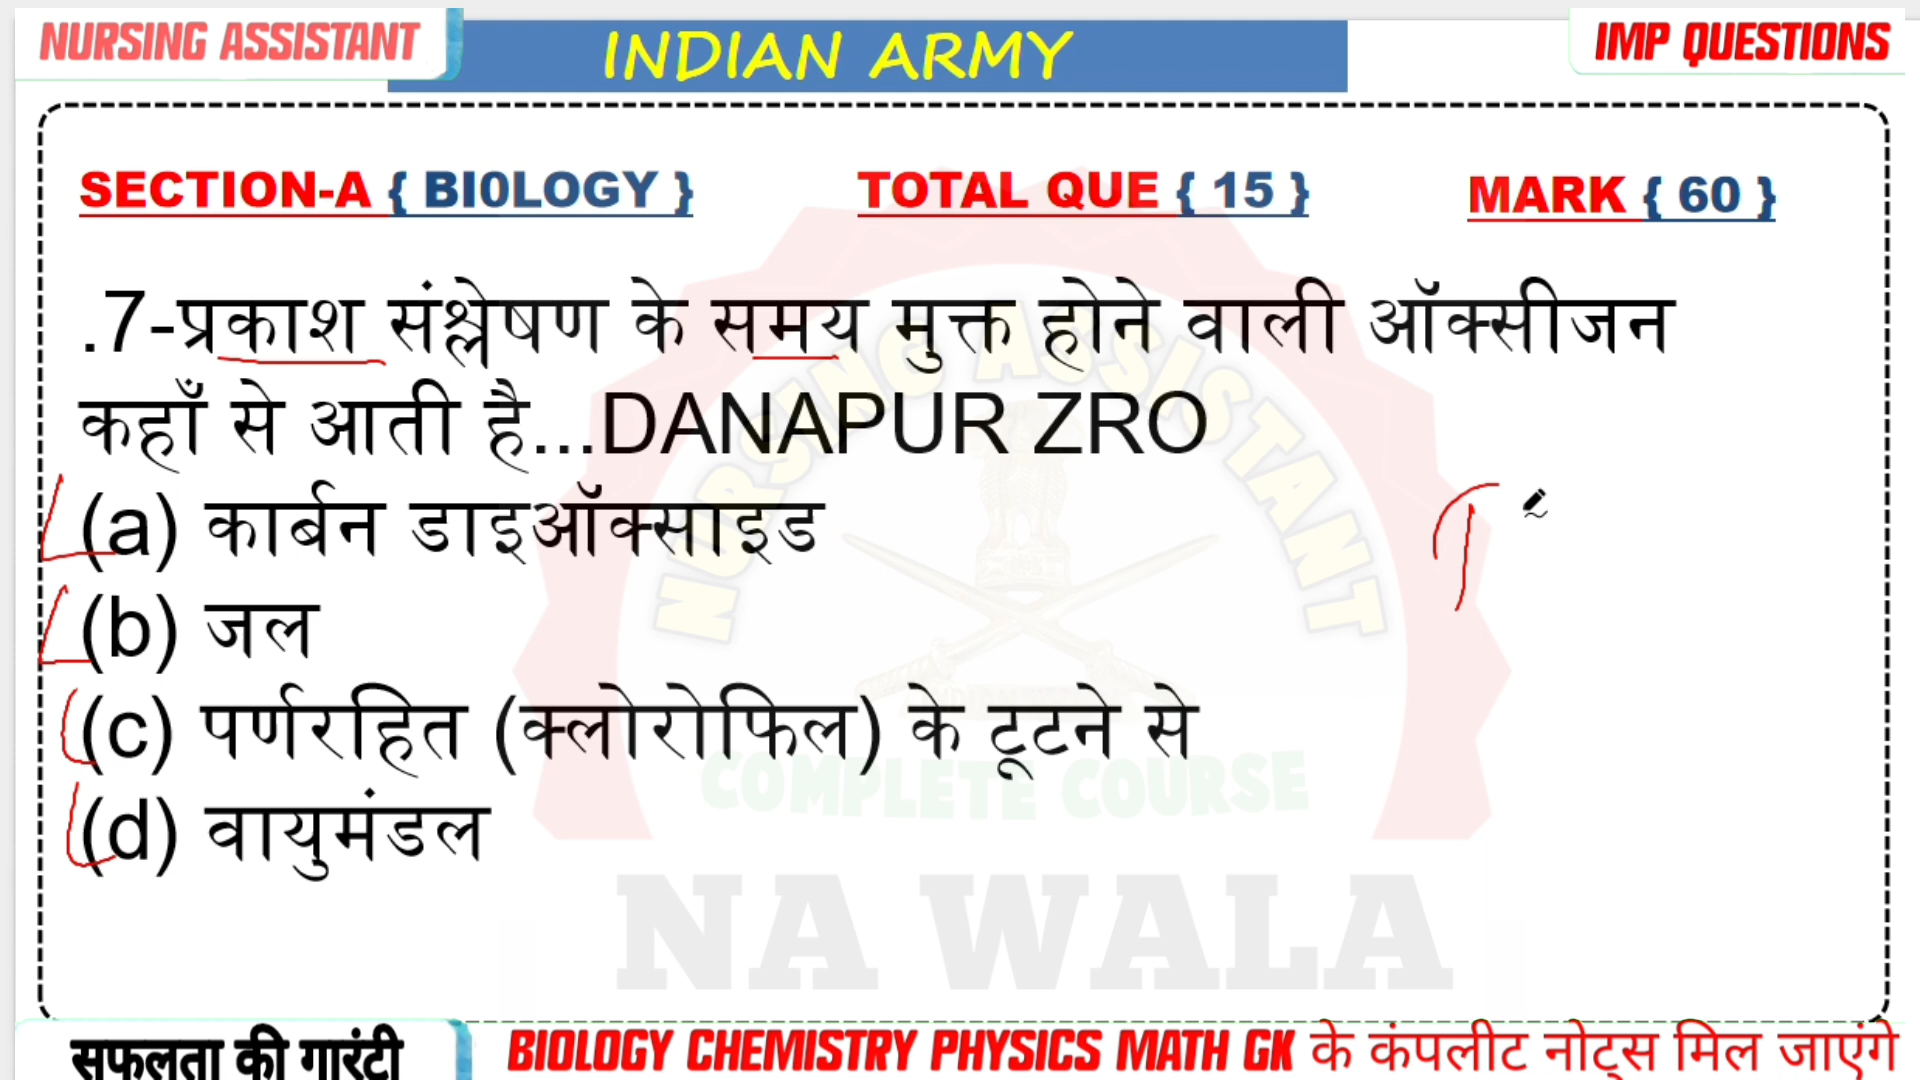 NURSING ASSISTANT
INDIAN ARMY
IMP QUESTIONS
SECTION-A { BI0LOGY } TOTAL QUE { 15 } MARK { 60 }
.7-प्रकाश संश्लेषण के समय मुक्त होने वाली ऑक्सीजन
कहाँ से आती है...DANAPUR ZRO
(a) कार्बन डाइऑक्साइड
(b) जल
(c) पर्णरहित (क्लोरोफिल) के टूटने से
(d) वायुमंडल
NURSING ASSISTANT
COMPLETE COURSE
NA WALA
सफलता की गारंटी
BIOLOGY CHEMISTRY PHYSICS MATH GK के कंपलीट नोट्स मिल जाएंगे